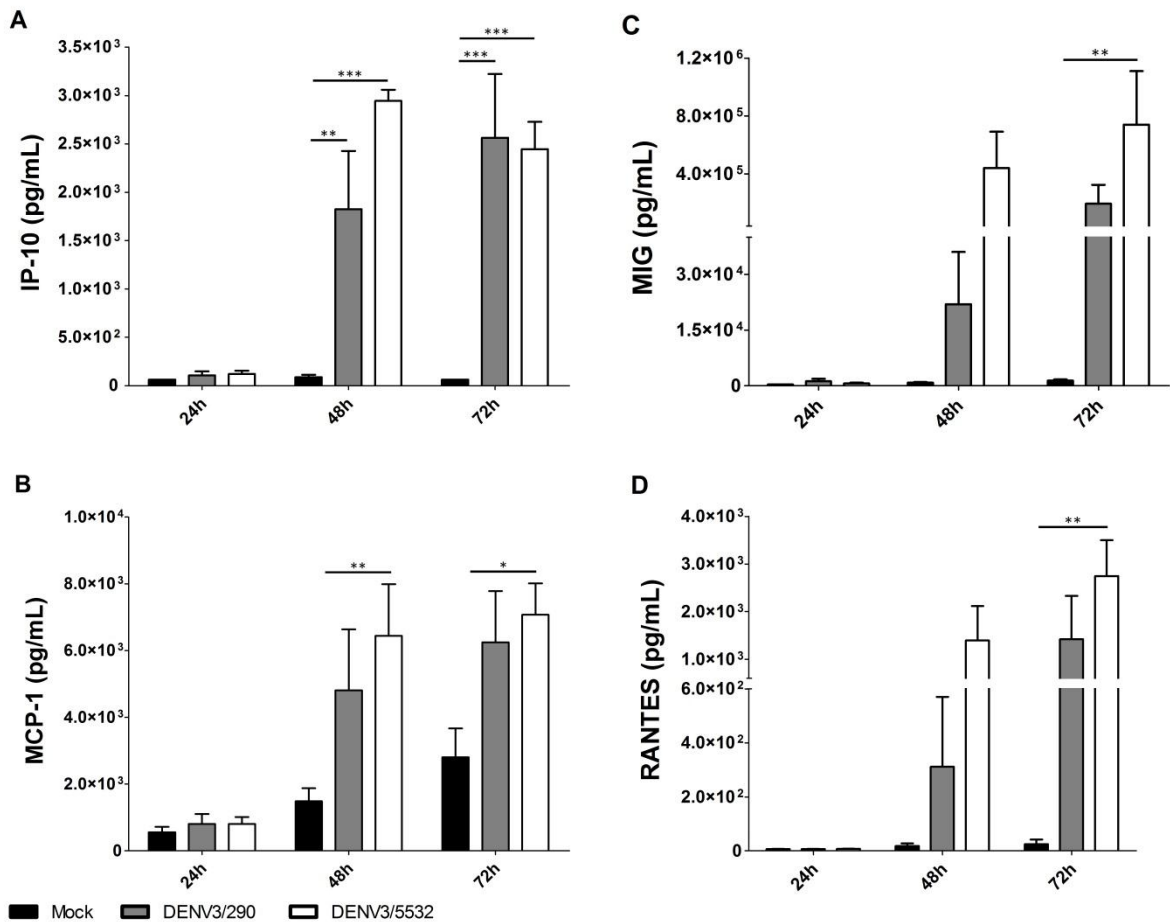 A
IP-10 (pg/mL)
3.5×10³
3.0×10³
2.5×10³
2.0×10³
1.5×10³
1.0×10³
5.0×10²
0
***
**
***
***
24h
48h
72h
C
MIG (pg/mL)
1.2×10⁶
8.0×10⁵
4.0×10⁵
3.0×10⁴
1.5×10⁴
0
**
24h
48h
72h
B
MCP-1 (pg/mL)
1.0×10⁴
8.0×10³
6.0×10³
4.0×10³
2.0×10³
0
**
*
24h
48h
72h
D
RANTES (pg/mL)
4.0×10³
3.0×10³
2.0×10³
1.0×10³
6.0×10²
4.0×10²
2.0×10²
0
**
24h
48h
72h
Mock DENV3/290 DENV3/5532